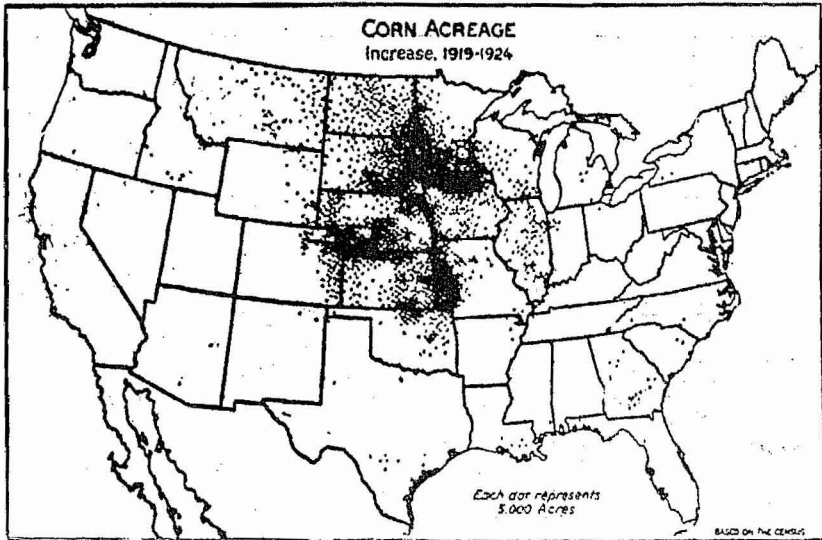 CORN ACREAGE
Increase, 1919-1924
Each dot represents
5,000 Acres
BASED ON THE CENSUS